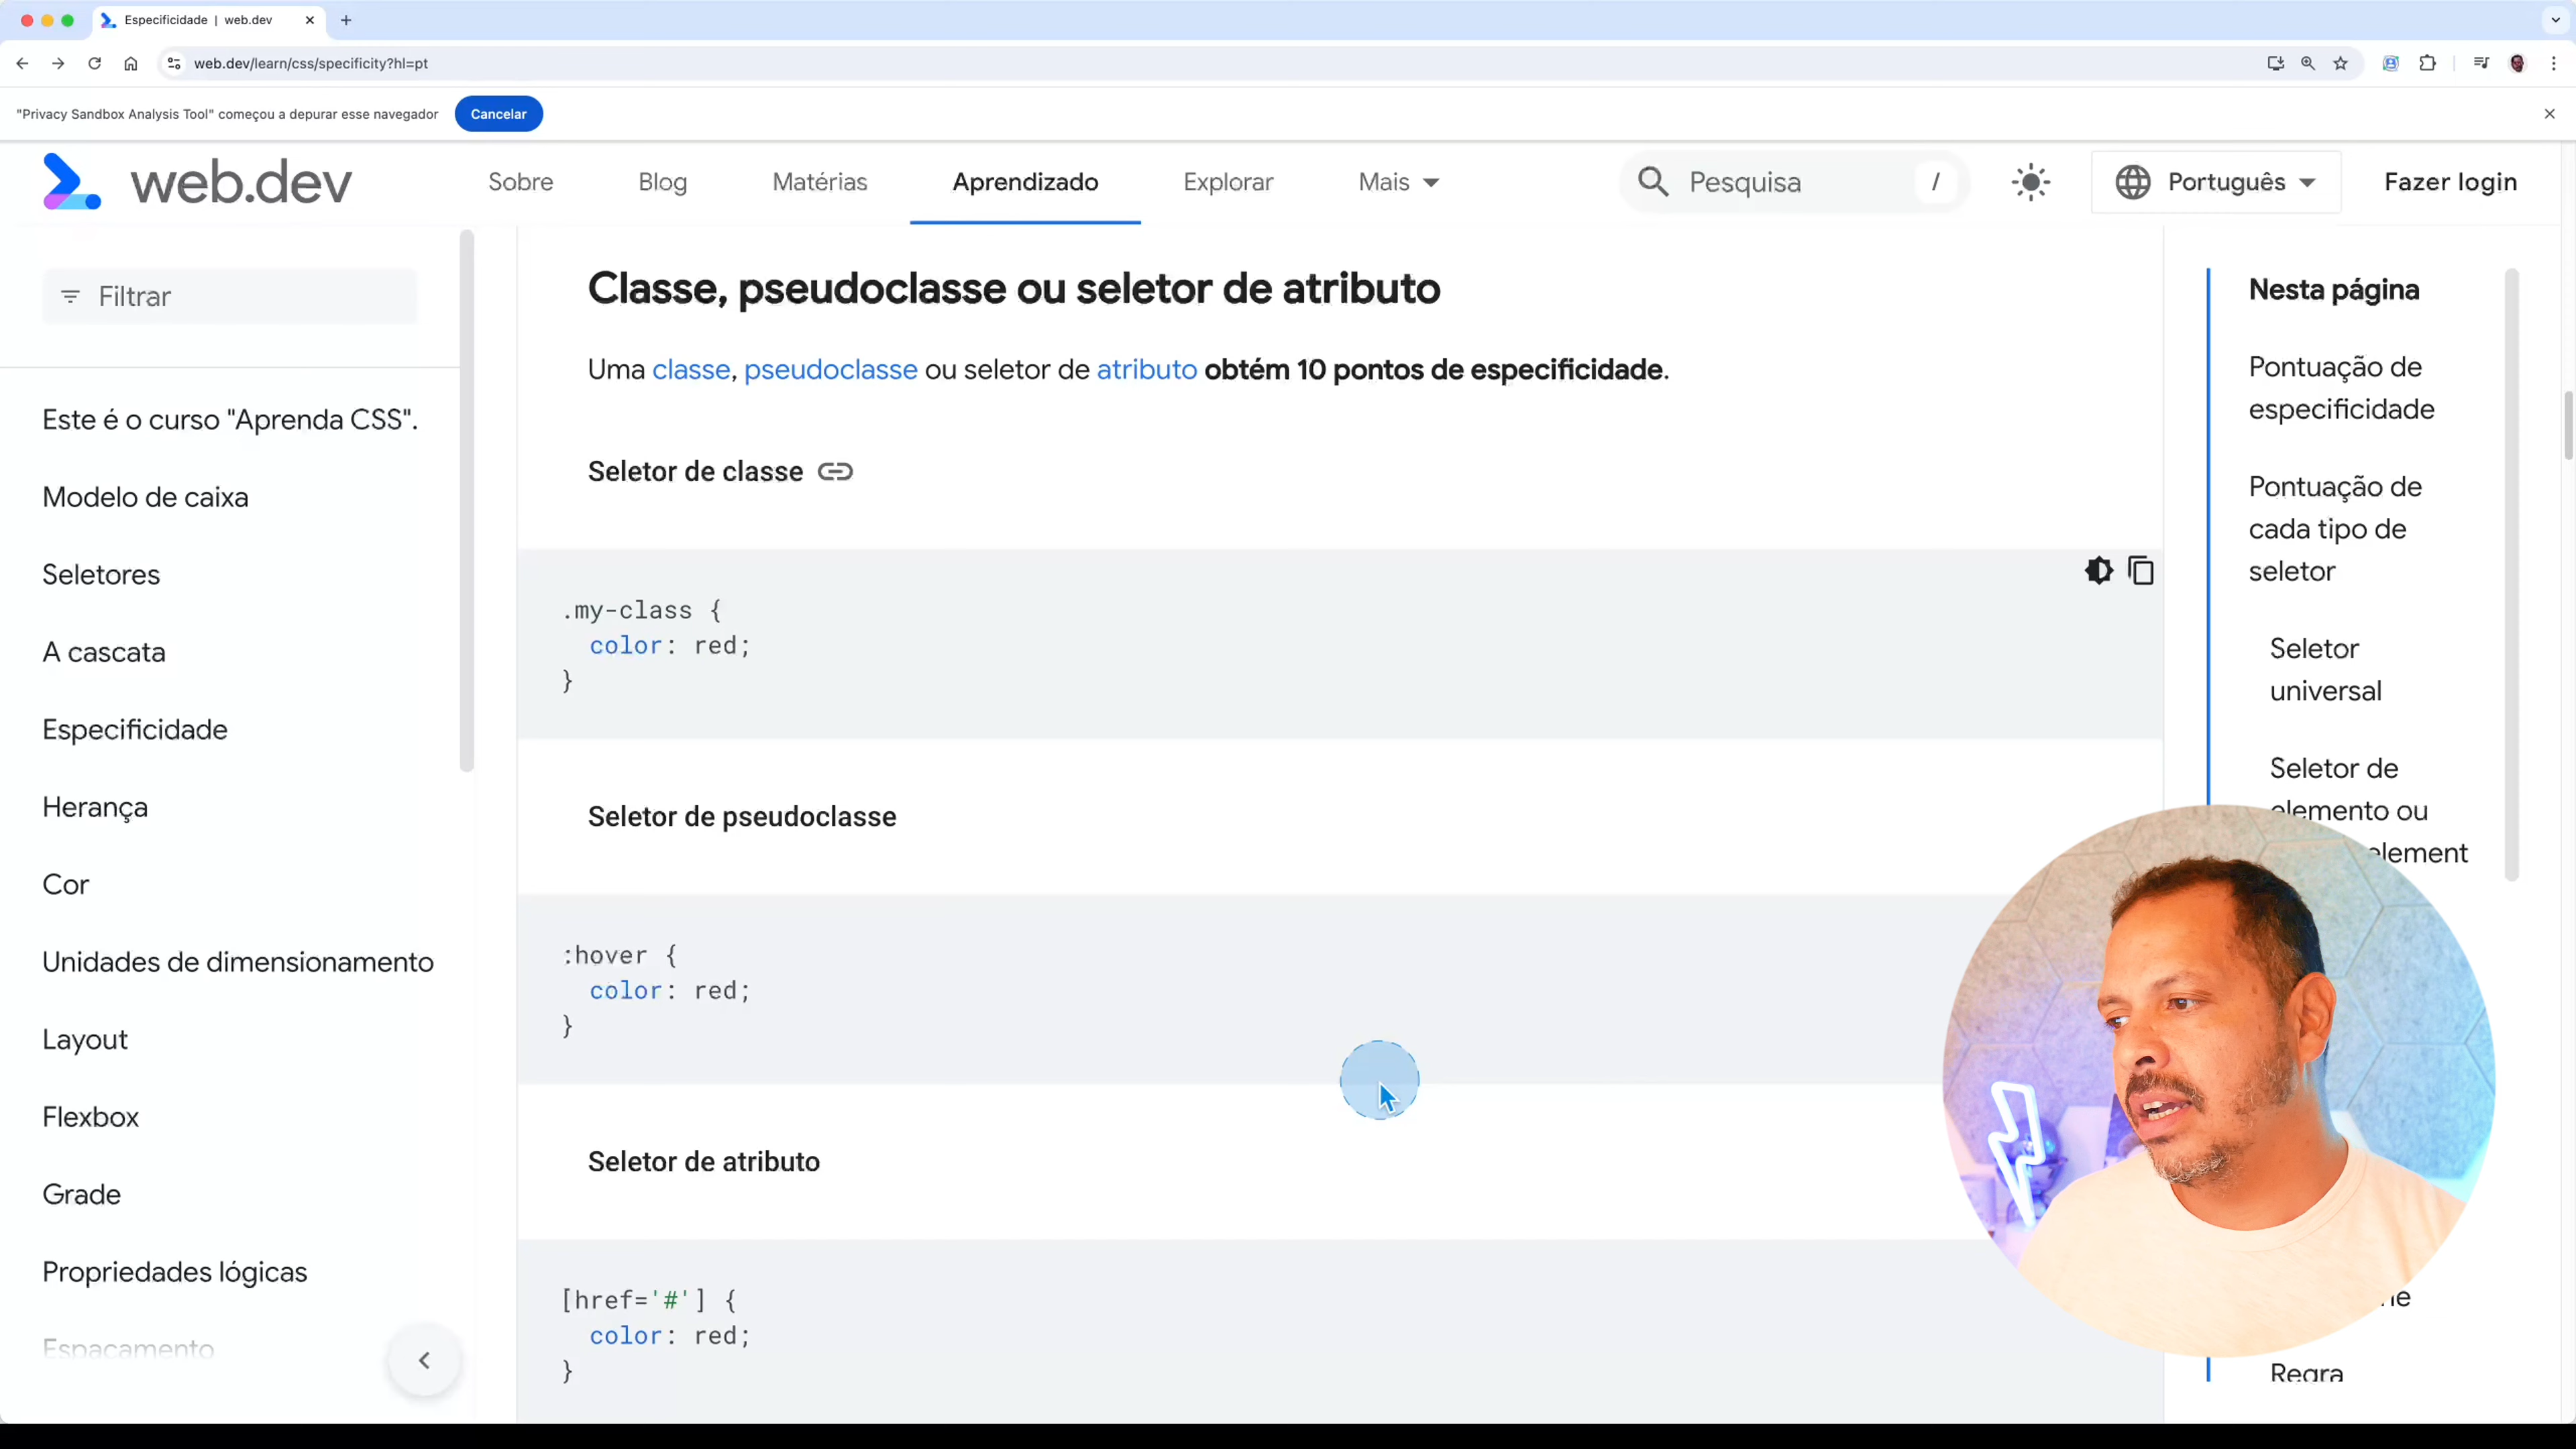 Especificidade | web.dev
web.dev/learn/css/specificity?hl=pt
"Privacy Sandbox Analysis Tool" começou a depurar esse navegador
Cancelar
web.dev
Sobre
Blog
Matérias
Aprendizado
Explorar
Mais
Pesquisa
/
Português
Fazer login
Filtrar
Este é o curso "Aprenda CSS".
Modelo de caixa
Seletores
A cascata
Especificidade
Herança
Cor
Unidades de dimensionamento
Layout
Flexbox
Grade
Propriedades lógicas
Espaçamento
Classe, pseudoclasse ou seletor de atributo
Uma classe, pseudoclasse ou seletor de atributo obtém 10 pontos de especificidade.
Seletor de classe
.my-class {
color: red;
}
Seletor de pseudoclasse
:hover {
color: red;
}
Seletor de atributo
[href='#'] {
color: red;
}
Nesta página
Pontuação de
especificidade
Pontuação de
cada tipo de
seletor
Seletor
universal
Seletor de
elemento ou
element
Regra